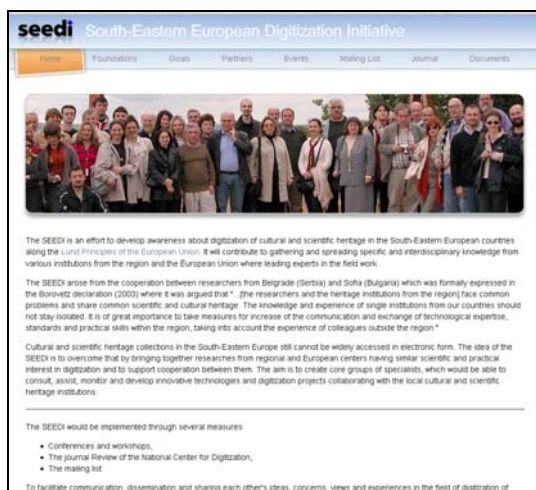 seedi South-Eastern European Digitization Initiative
Home Foundations Goals Partners Events Mailing List Journal Documents
The SEEDI is an effort to develop awareness about digitization of cultural and scientific heritage in the South-Eastern European countries
along the Lund Principles of the European Union. It will contribute to gathering and spreading specific and interdisciplinary knowledge from
various institutions from the region and the European Union where leading experts in the field work.
The SEEDI arose from the cooperation between researchers from Belgrade (Serbia) and Sofia (Bulgaria) which was formally expressed in
the Borovetz declaration (2003) where it was argued that "...[the researchers and the heritage institutions from the region] face common
problems and share common scientific and cultural heritage. The knowledge and experience of single institutions from our countries should
not stay isolated. It is of great importance to take measures for increase of the communication and exchange of technological expertise,
standards and practical skills within the region, taking into account the experience of colleagues outside the region."
Cultural and scientific heritage collections in the South-Eastern Europe still cannot be widely accessed in electronic form. The idea of the
SEEDI is to overcome that by bringing together researches from regional and European centers having similar scientific and practical
interest in digitization and to support cooperation between them. The aim is to create core groups of specialists, which would be able to
consult, assist, monitor and develop innovative technologies and digitization projects collaborating with the local cultural and scientific
heritage institutions.
The SEEDI would be implemented through several measures:
• Conferences and workshops,
• The journal Review of the National Center for Digitization,
• The mailing list
To facilitate communication, dissemination and sharing each other's ideas, concerns, views and experiences in the field of digitization of